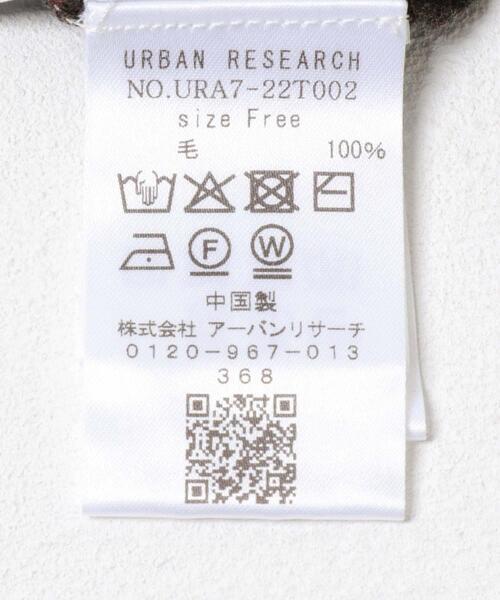 URBAN RESEARCH
NO.URA7-22T002
size Free
毛 100%
F W
中国製
株式会社 アーバンリサーチ
0120-967-013
368